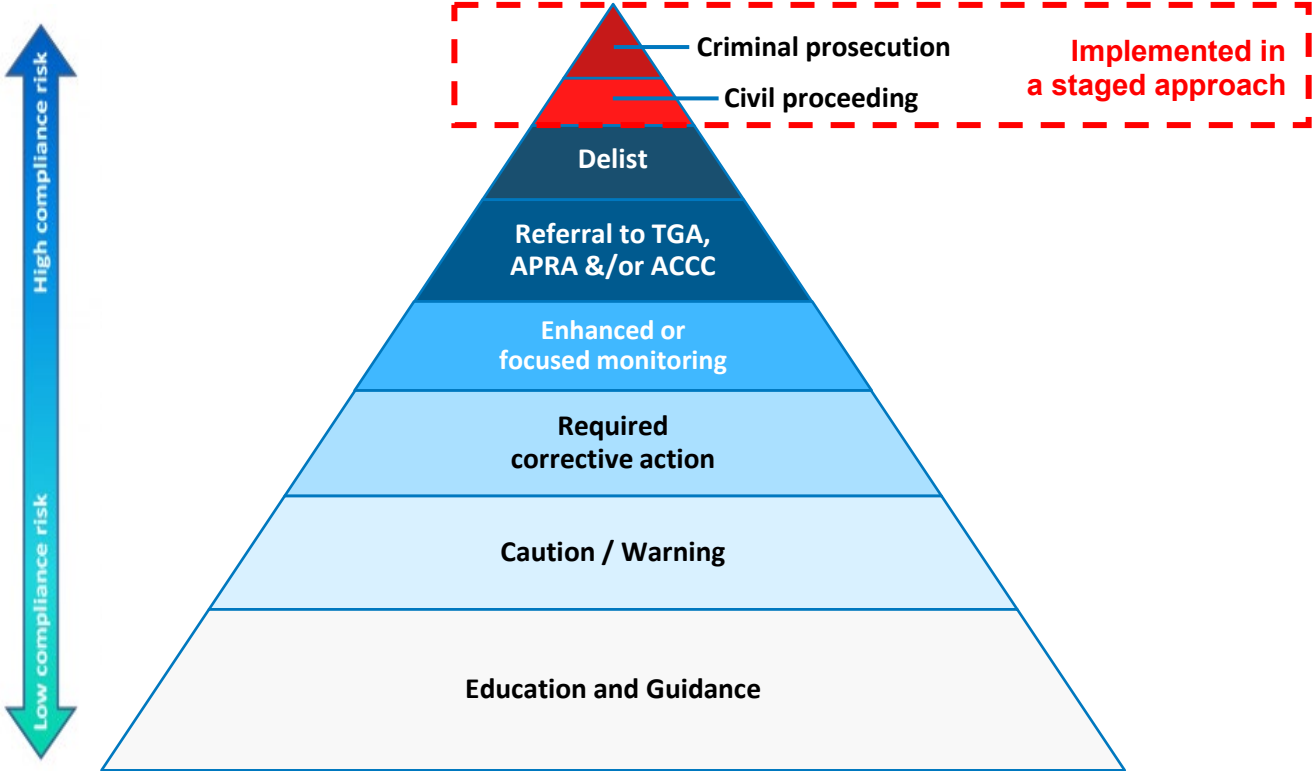 High compliance risk
Low compliance risk
Criminal prosecution
Civil proceeding
Implemented in
a staged approach
Delist
Referral to TGA,
APRA &/or ACCC
Enhanced or
focused monitoring
Required
corrective action
Caution / Warning
Education and Guidance